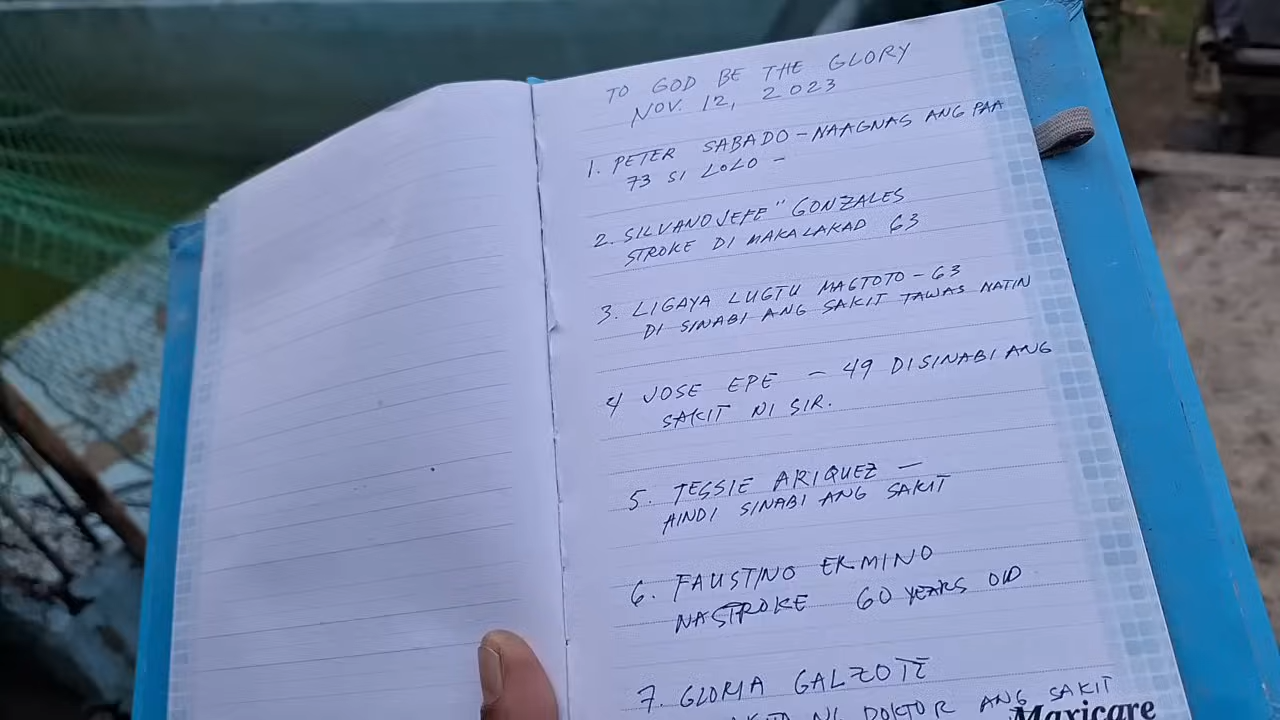 TO GOD BE THE GLORY
NOV. 12, 2023
1. PETER SABADO - NAAGNAS ANG PAA
73 SI LOLO -
2. SILVANO JEFE" GONZALES
STROKE DI MAKALAKAD 63
3. LIGAYA LUGTU MAGTOTO - 63
DI SINABI ANG SAKIT TAWAS NATIN
4 JOSE EPE - 49 DI SINABI ANG
SAKIT NI SIR.
5. TESSIE ARIQUEZ -
HINDI SINABI ANG SAKIT
6. FAUSTINO ERMINO
NASTROKE 60 YEARS OLD
7. GLORIA GALZOTE
NI DOKTOR ANG SAKIT
Maxicare